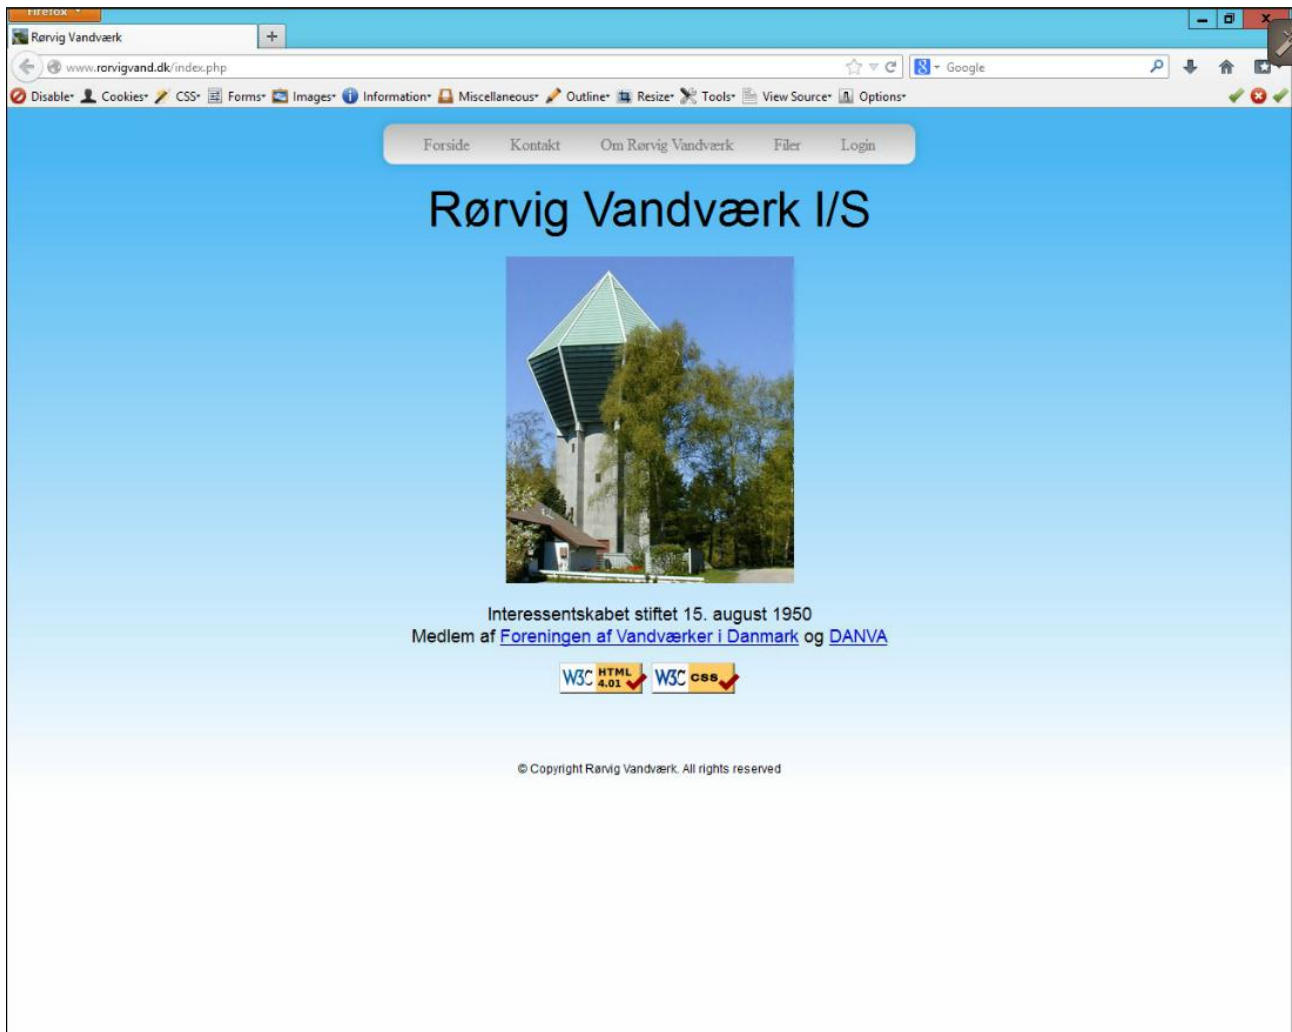 Firefox
Rørvig Vandværk
www.rorvigvand.dk/index.php
Google
Disable Cookies CSS Forms Images Information Miscellaneous Outline Resize Tools View Source Options
Forside Kontakt Om Rørvig Vandværk Filer Login
Rørvig Vandværk I/S
Interessentskabet stiftet 15. august 1950
Medlem af Foreningen af Vandværker i Danmark og DANVA
W3C HTML 4.01 W3C css
© Copyright Rørvig Vandværk. All rights reserved